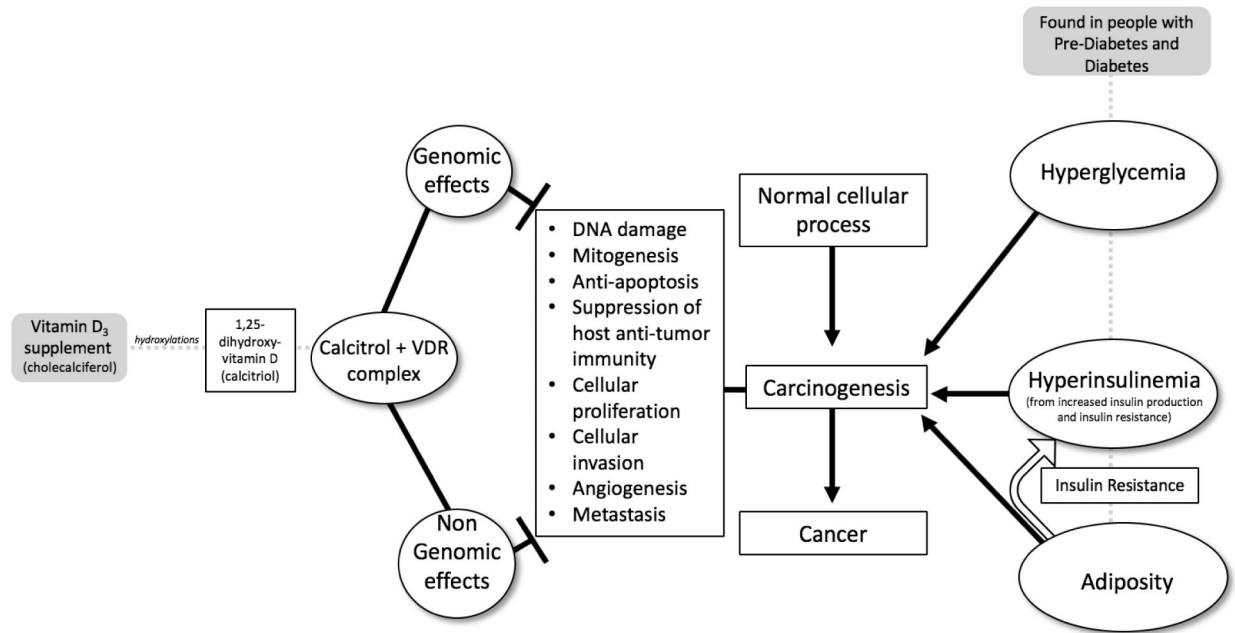 Found in people with
Pre-Diabetes and
Diabetes
Genomic
effects
Hyperglycemia
Normal cellular
process
• DNA damage
• Mitogenesis
• Anti-apoptosis
• Suppression of
host anti-tumor
immunity
• Cellular
proliferation
• Cellular
invasion
• Angiogenesis
• Metastasis
Vitamin D₃
supplement
(cholecalciferol)
hydroxylations
1,25-
dihydroxy-
vitamin D
(calcitriol)
Calcitrol + VDR
complex
Carcinogenesis
Hyperinsulinemia
(from increased insulin production
and insulin resistance)
Insulin Resistance
Non
Genomic
effects
Cancer
Adiposity